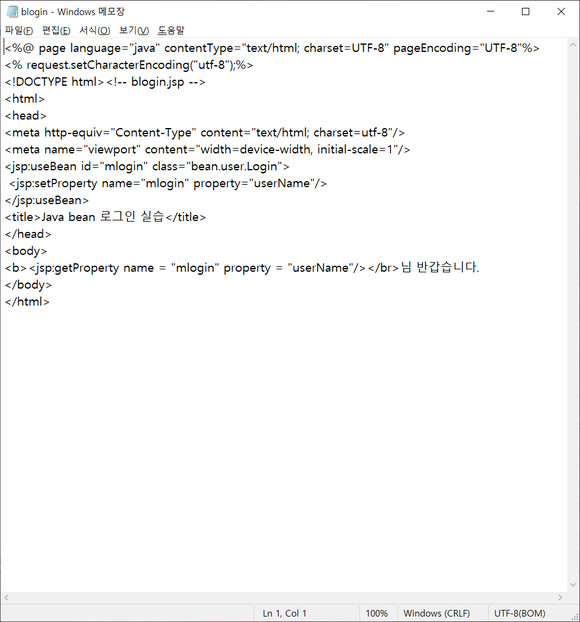 blogin - Windows 메모장
파일(F) 편집(E) 서식(O) 보기(V) 도움말
<%@ page language="java" contentType="text/html; charset=UTF-8" pageEncoding="UTF-8"%>
<% request.setCharacterEncoding("utf-8");%>
<!DOCTYPE html><!-- blogin.jsp -->
<html>
<head>
<meta http-equiv="Content-Type" content="text/html; charset=utf-8"/>
<meta name="viewport" content="width=device-width, initial-scale=1"/>
<jsp:useBean id="mlogin" class="bean.user.Login">
 <jsp:setProperty name="mlogin" property="userName"/>
</jsp:useBean>
<title>Java bean 로그인 실습</title>
</head>
<body>
<b><jsp:getProperty name = "mlogin" property = "userName"/></br>님 반갑습니다.
</body>
</html>
Ln 1, Col 1 100% Windows (CRLF) UTF-8(BOM)